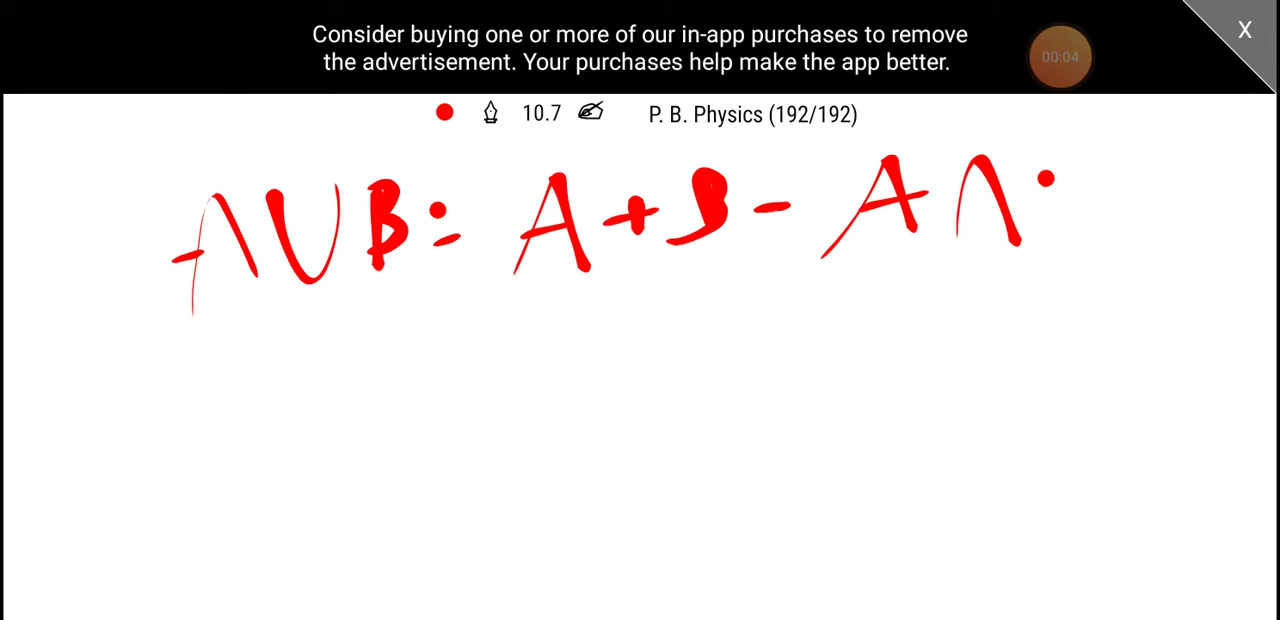 Consider buying one or more of our in-app purchases to remove
the advertisement. Your purchases help make the app better.
00:04
X
10.7
P. B. Physics (192/192)
A∪B= A+B- A∩